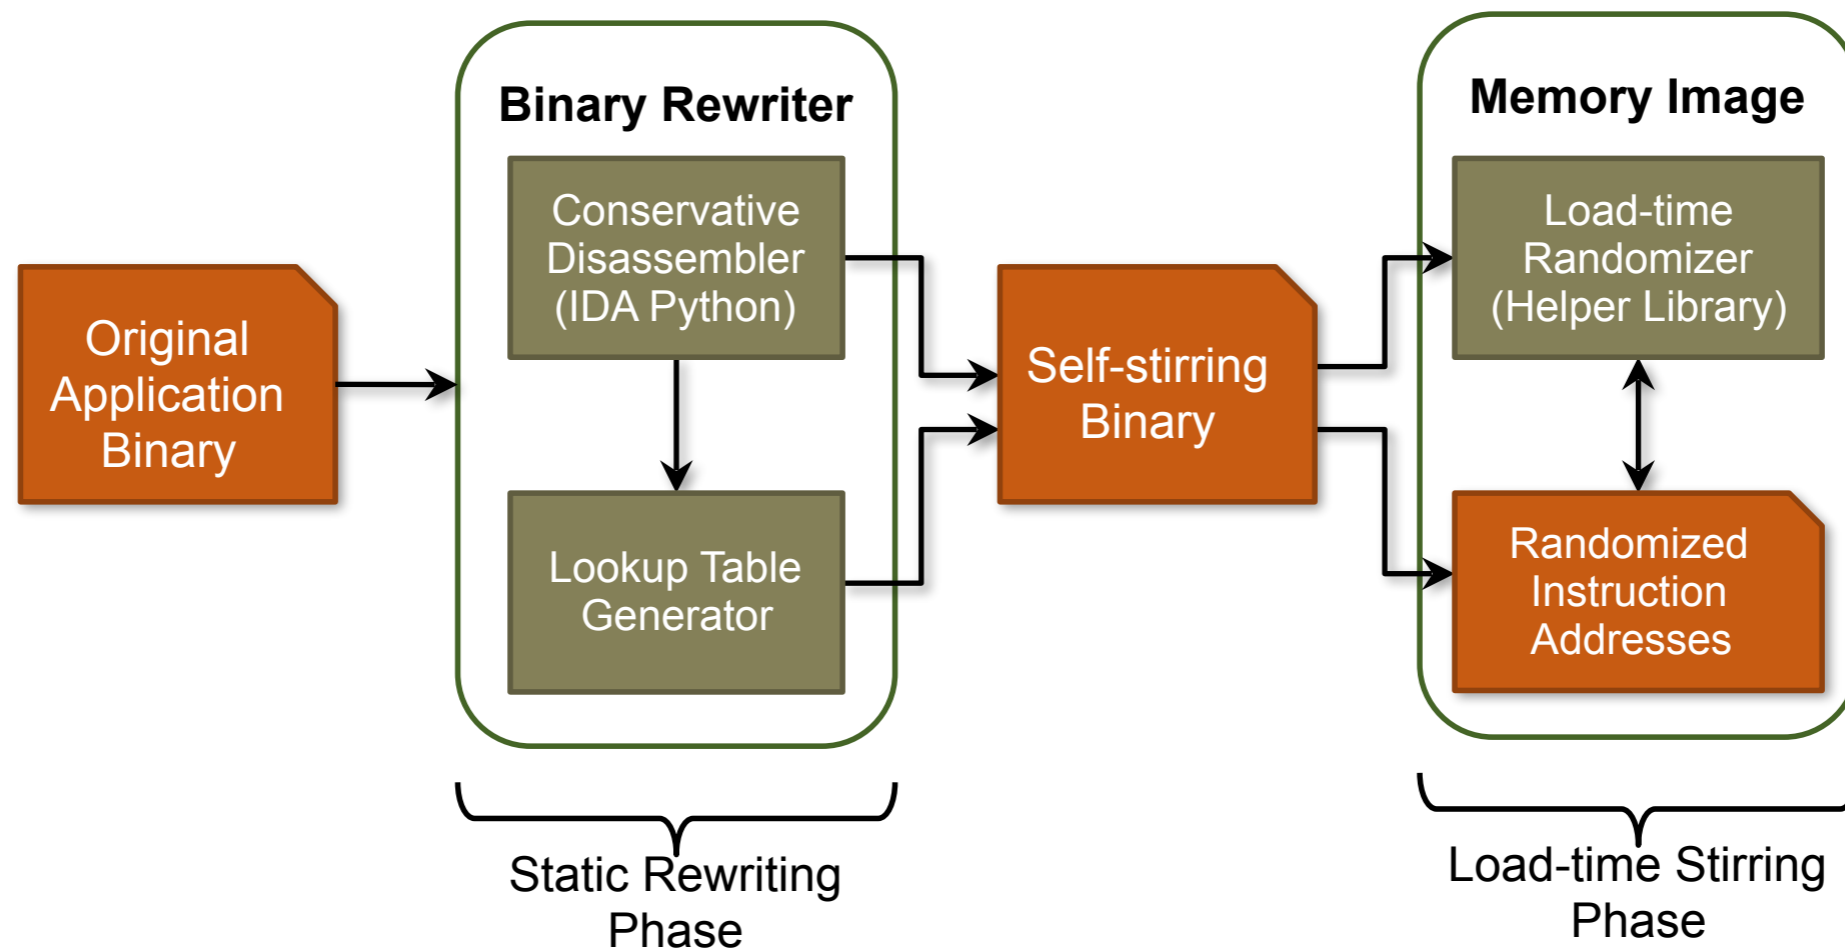 Original
Application
Binary
Binary Rewriter
Conservative
Disassembler
(IDA Python)
Lookup Table
Generator
Static Rewriting
Phase
Self-stirring
Binary
Memory Image
Load-time
Randomizer
(Helper Library)
Randomized
Instruction
Addresses
Load-time Stirring
Phase